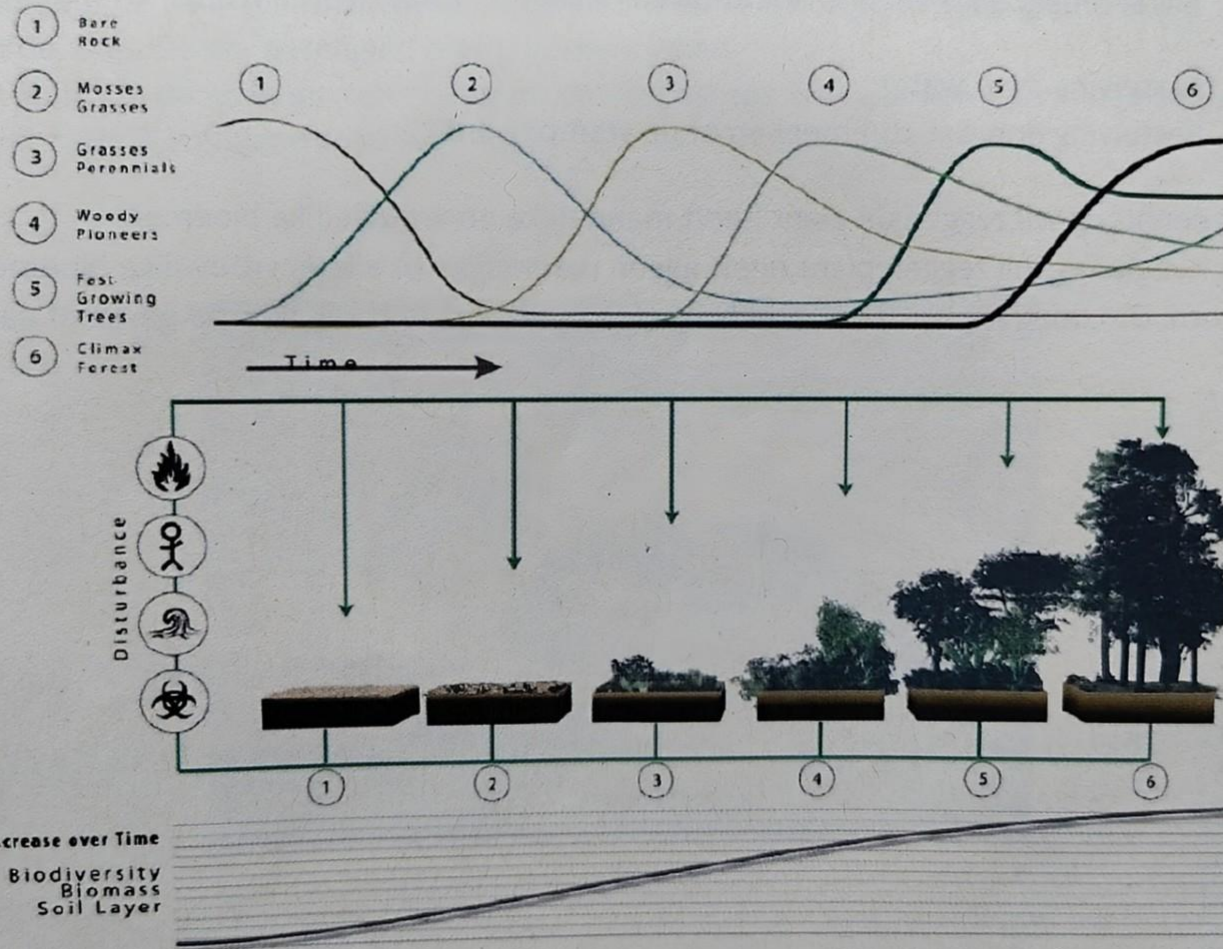 1 Bare
Rock
2 Mosses
Grasses
3 Grasses
Perennials
4 Woody
Pioneers
5 Fast-
Growing
Trees
6 Climax
Forest
1 2 3 4 5 6
Time
Disturbance
1 2 3 4 5 6
crease over Time
Biodiversity
Biomass
Soil Layer